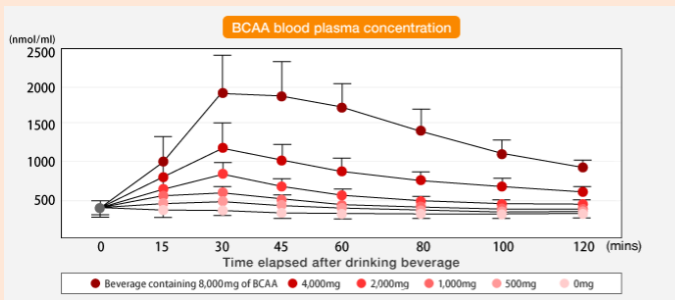 BCAA blood plasma concentration
(nmol/ml)
2500
2000
1500
1000
500
0 15 30 45 60 80 100 120 (mins)
Time elapsed after drinking beverage
Beverage containing 8,000mg of BCAA 4,000mg 2,000mg 1,000mg 500mg 0mg